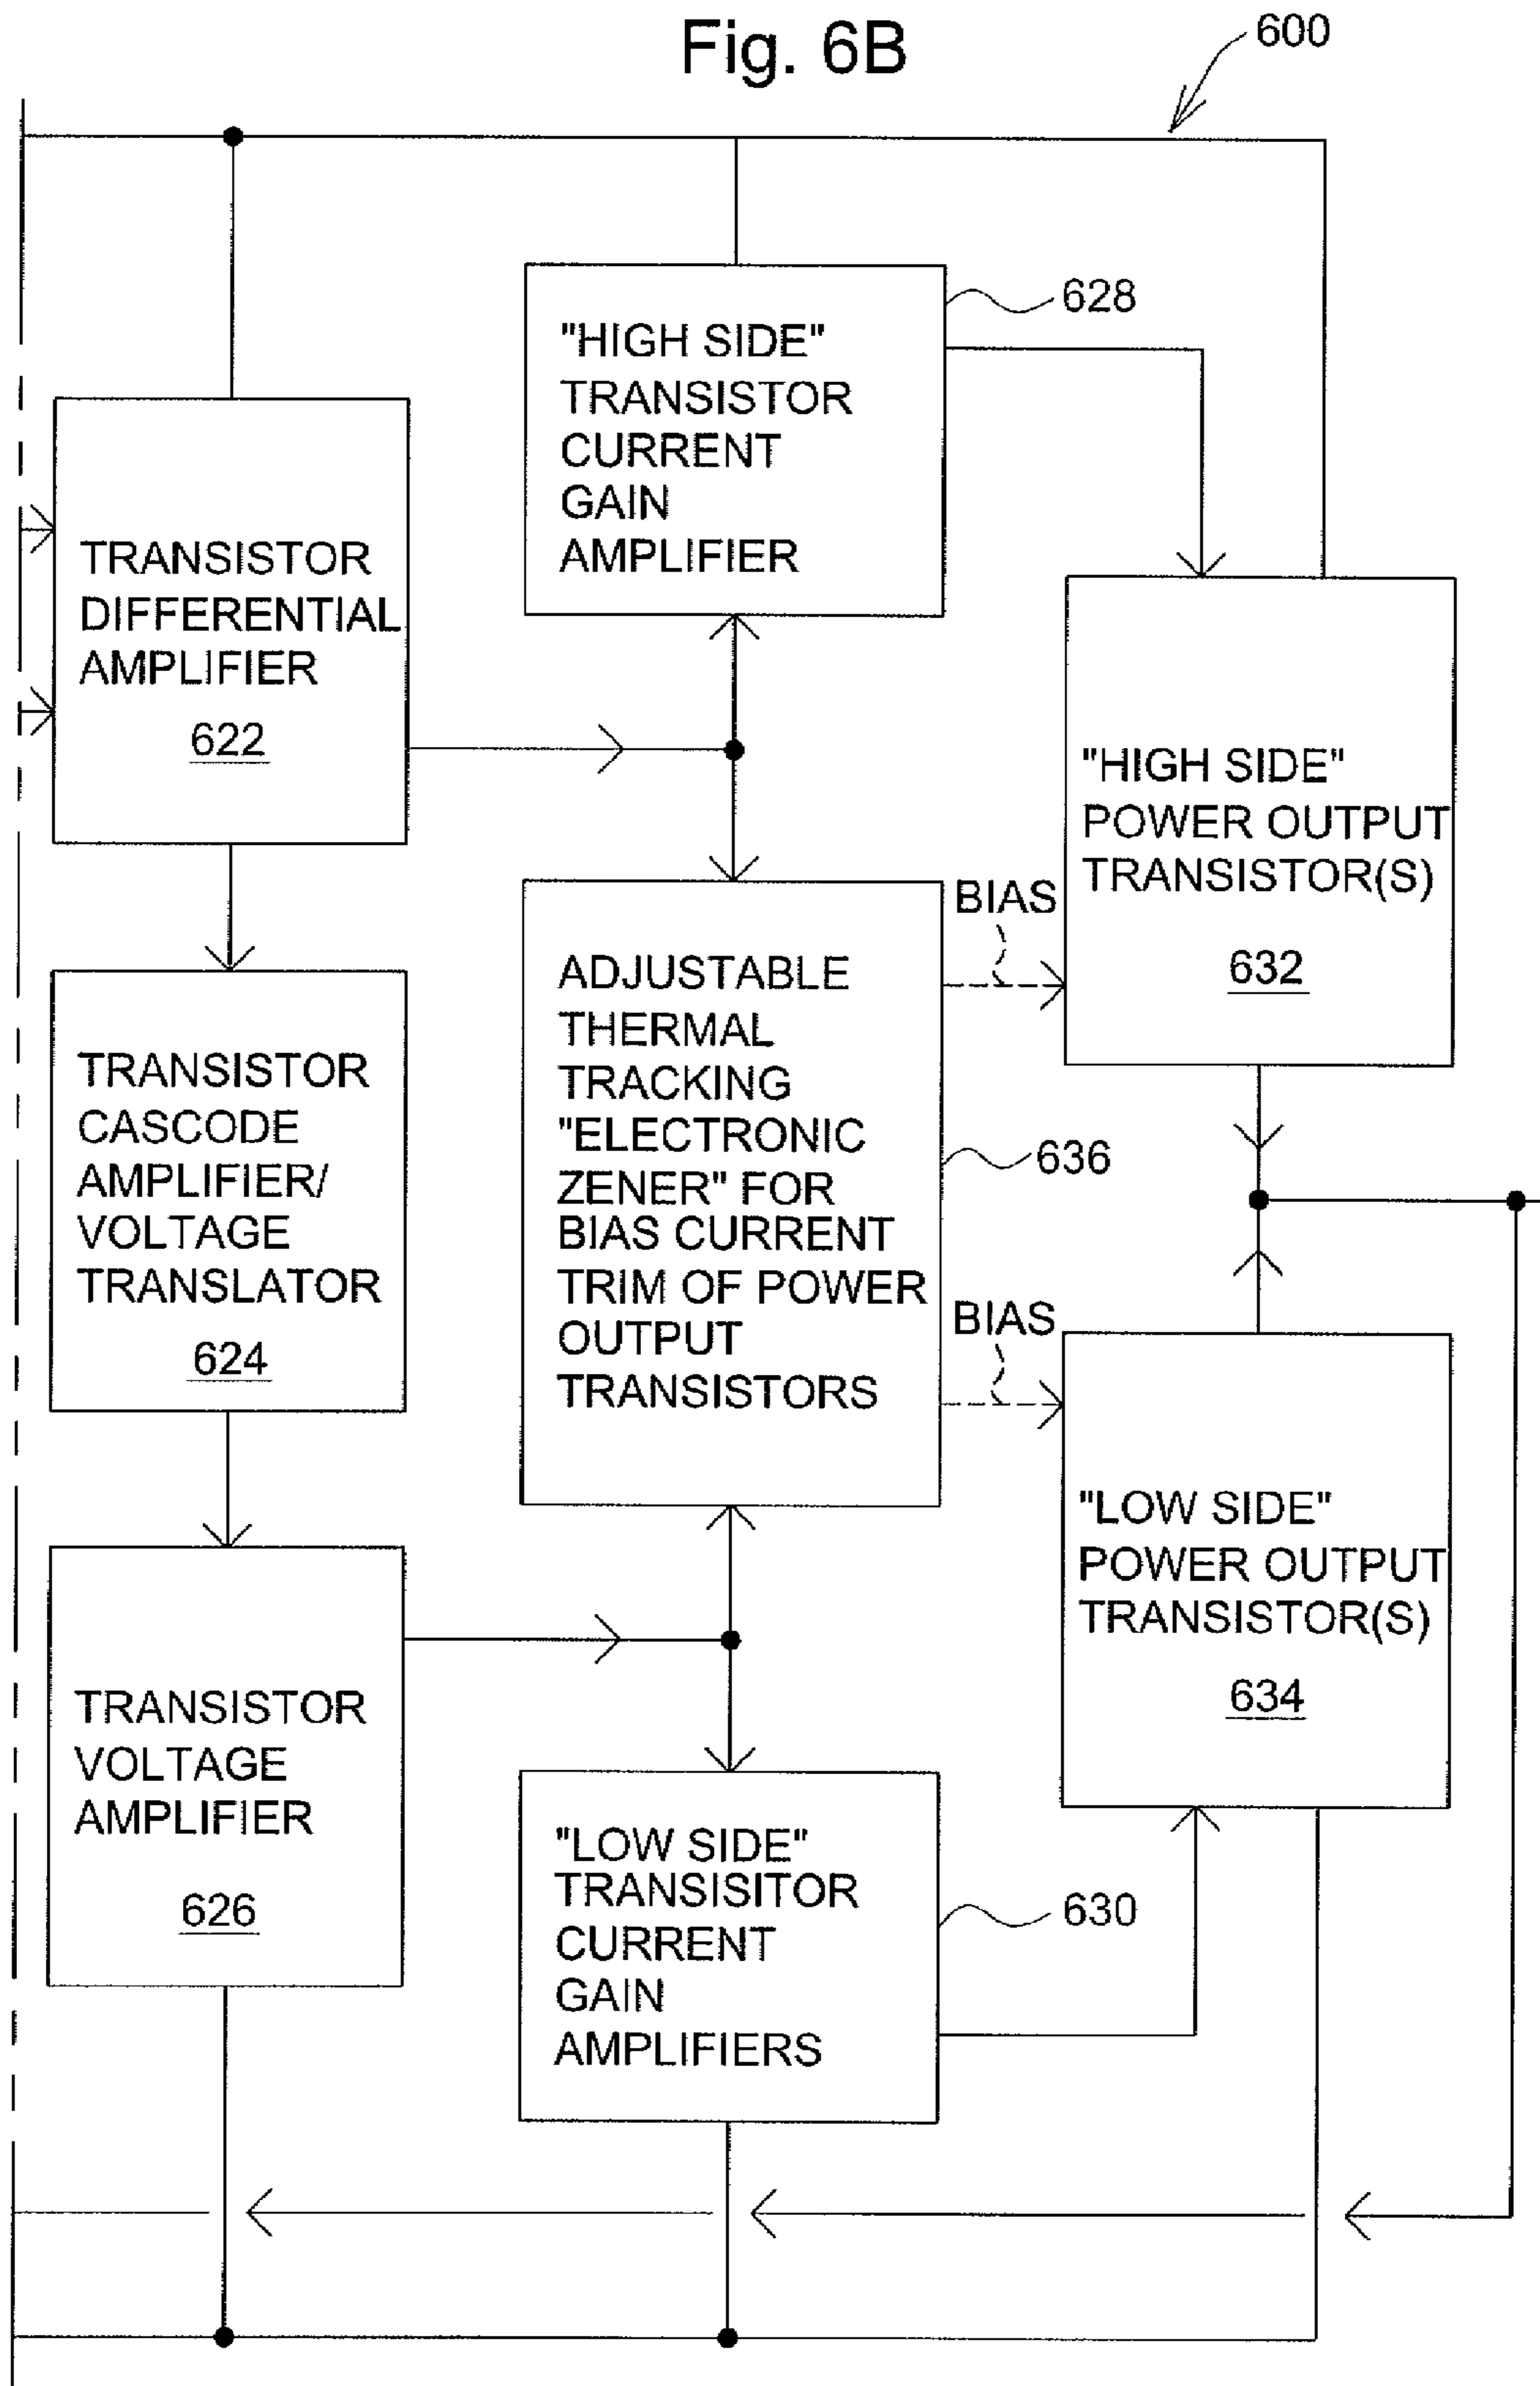 Fig. 6B
600
"HIGH SIDE"
TRANSISTOR
CURRENT
GAIN
AMPLIFIER
628
TRANSISTOR
DIFFERENTIAL
AMPLIFIER
622
"HIGH SIDE"
POWER OUTPUT
TRANSISTOR(S)
632
BIAS
ADJUSTABLE
THERMAL
TRACKING
"ELECTRONIC
ZENER" FOR
BIAS CURRENT
TRIM OF POWER
OUTPUT
TRANSISTORS
636
TRANSISTOR
CASCODE
AMPLIFIER/
VOLTAGE
TRANSLATOR
624
BIAS
"LOW SIDE"
POWER OUTPUT
TRANSISTOR(S)
634
TRANSISTOR
VOLTAGE
AMPLIFIER
626
"LOW SIDE"
TRANSISITOR
CURRENT
GAIN
AMPLIFIERS
630